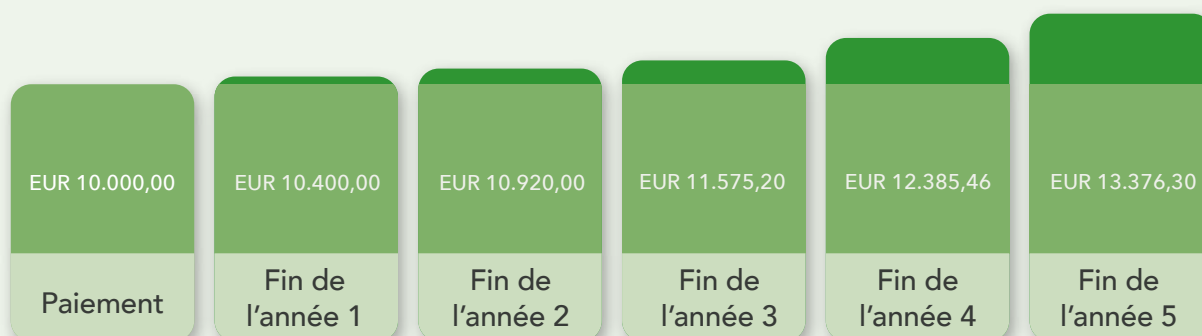 EUR 10.000,00
EUR 10.400,00
EUR 10.920,00
EUR 11.575,20
EUR 12.385,46
EUR 13.376,30
Paiement
Fin de
l'année 1
Fin de
l'année 2
Fin de
l'année 3
Fin de
l'année 4
Fin de
l'année 5